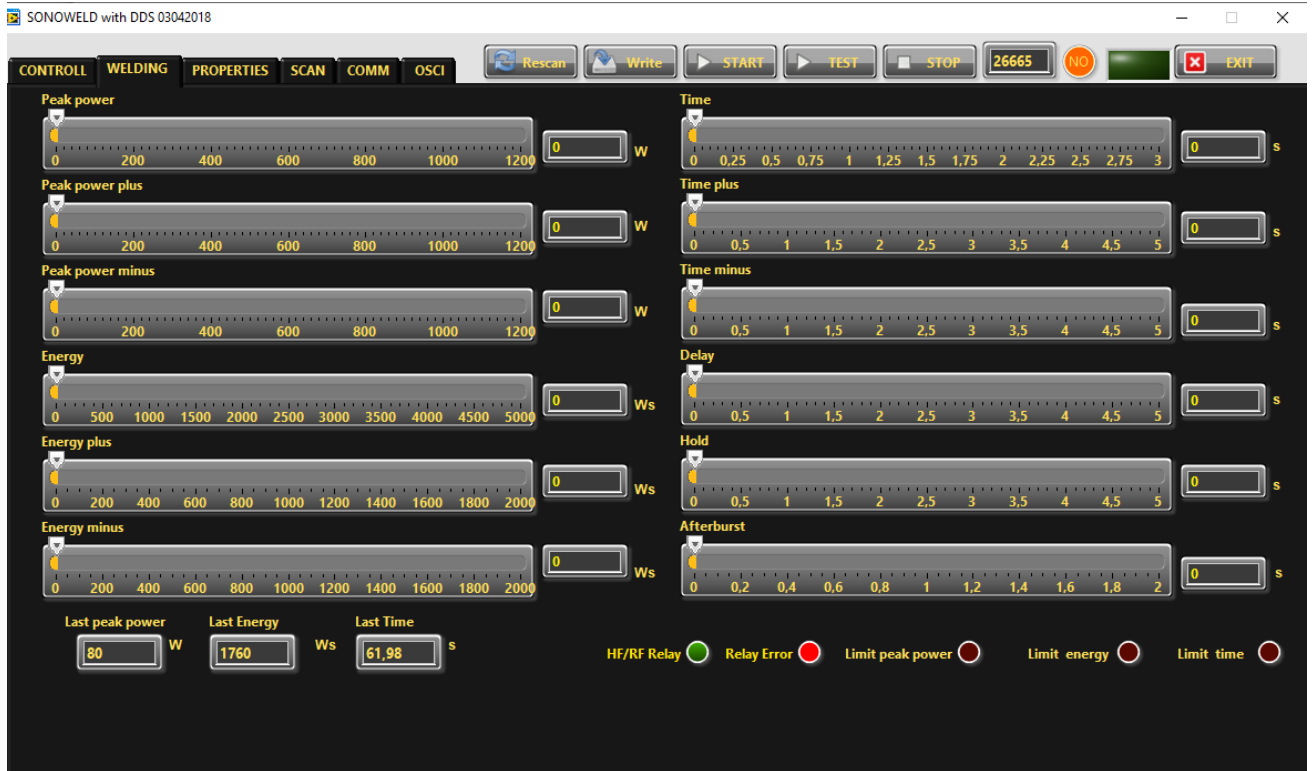 SONOWELD with DDS 03042018
CONTROLL WELDING PROPERTIES SCAN COMM OSCI Rescan Write START TEST STOP 26665 NO EXIT
Peak power
0 200 400 600 800 1000 1200 0 W
Peak power plus
0 200 400 600 800 1000 1200 0 W
Peak power minus
0 200 400 600 800 1000 1200 0 W
Energy
0 500 1000 1500 2000 2500 3000 3500 4000 4500 5000 0 Ws
Energy plus
0 200 400 600 800 1000 1200 1400 1600 1800 2000 0 Ws
Energy minus
0 200 400 600 800 1000 1200 1400 1600 1800 2000 0 Ws
Time
0 0,25 0,5 0,75 1 1,25 1,5 1,75 2 2,25 2,5 2,75 3 0 s
Time plus
0 0,5 1 1,5 2 2,5 3 3,5 4 4,5 5 0 s
Time minus
0 0,5 1 1,5 2 2,5 3 3,5 4 4,5 5 0 s
Delay
0 0,5 1 1,5 2 2,5 3 3,5 4 4,5 5 0 s
Hold
0 0,5 1 1,5 2 2,5 3 3,5 4 4,5 5 0 s
Afterburst
0 0,2 0,4 0,6 0,8 1 1,2 1,4 1,6 1,8 2 0 s
Last peak power Last Energy Last Time
80 W 1760 Ws 61,98 s
HF/RF Relay Relay Error Limit peak power Limit energy Limit time